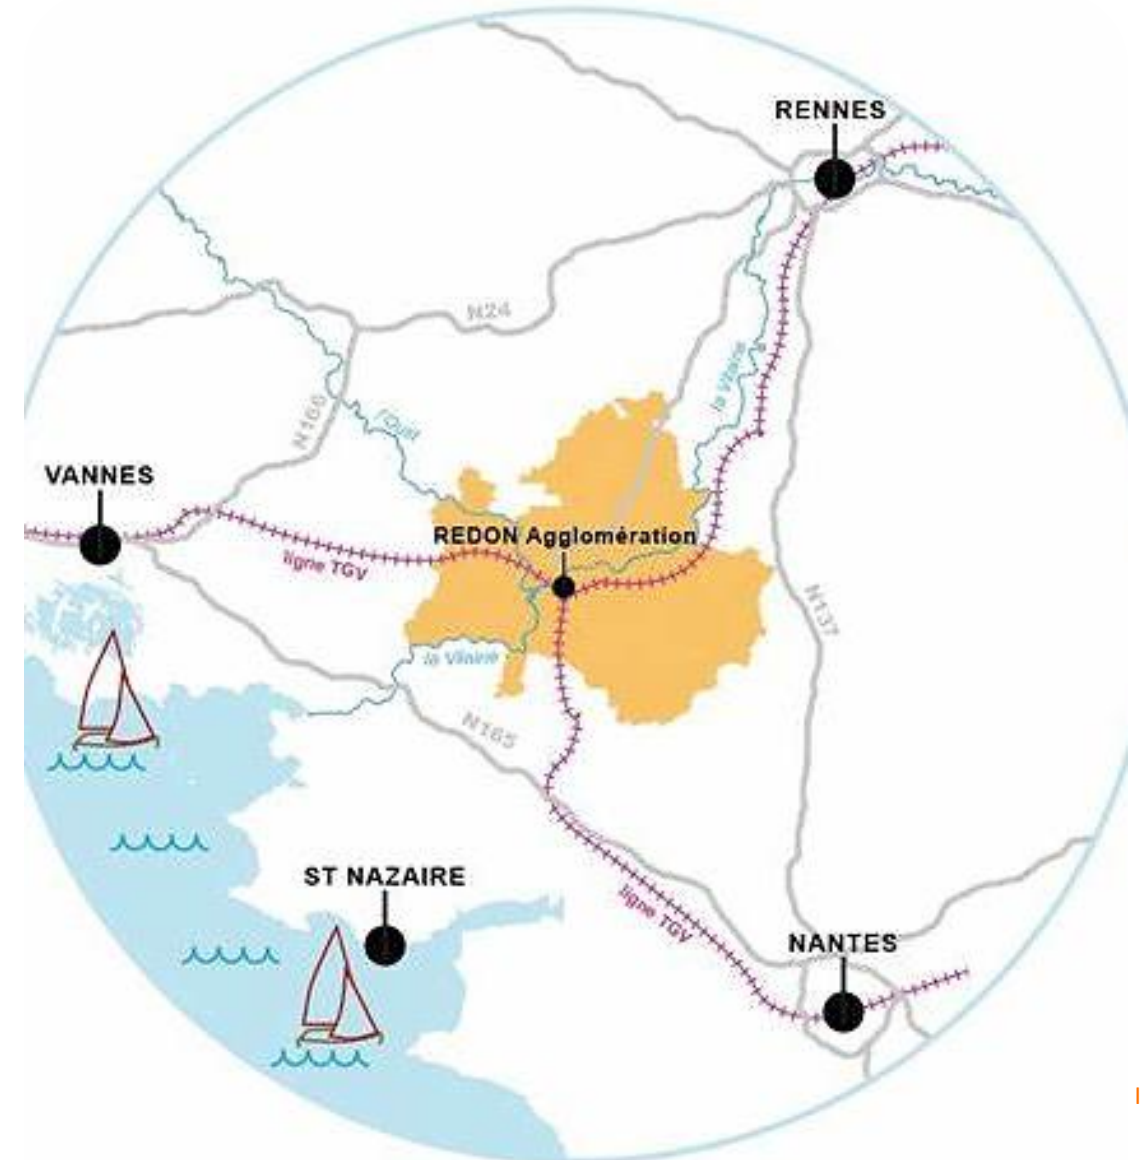 RENNES
N24
la Vilaine
N166
l'Oust
VANNES
REDON Agglomération
ligne TGV
N137
la Vilaine
N165
ST NAZAIRE
ligne TGV
NANTES